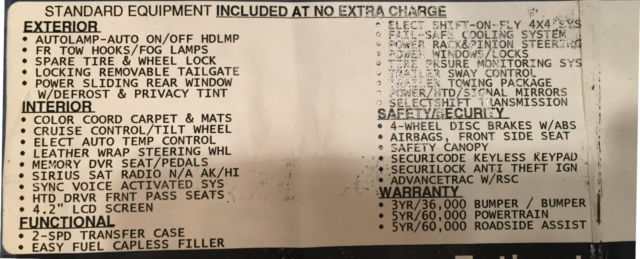 STANDARD EQUIPMENT INCLUDED AT NO EXTRA CHARGE
EXTERIOR
• AUTOLAMP-AUTO ON/OFF HDLMP
• FR TOW HOOKS/FOG LAMPS
• SPARE TIRE & WHEEL LOCK
• LOCKING REMOVABLE TAILGATE
• POWER SLIDING REAR WINDOW
W/DEFROST & PRIVACY TINT
INTERIOR
• COLOR COORD CARPET & MATS
• CRUISE CONTROL/TILT WHEEL
• ELECT AUTO TEMP CONTROL
• LEATHER WRAP STEERING WHL
• MEMORY DVR SEAT/PEDALS
• SIRIUS SAT RADIO N/A AK/HI
• SYNC VOICE ACTIVATED SYS
• HTD DRVR FRNT PASS SEATS
• 4.2" LCD SCREEN
FUNCTIONAL
• 2-SPD TRANSFER CASE
EASY FUEL CAPLESS FILLER
• ELECT SHIFT-ON-FLY 4X4 SYS
• FAIL-SAFE COOLING SYSTEM
• POWER RACK&PINION STEERING
• POWER WINDOWS/LOCKS
• TIRE PRSURE MONITORING SYS
• TRAILER SWAY CONTROL
• TRAILER TOWING PACKAGE
• POWER/HTD/SIGNAL MIRRORS
• SELECTSHIFT TRANSMISSION
SAFETY/SECURITY
• 4-WHEEL DISC BRAKES W/ABS
• AIRBAGS, FRONT SIDE SEAT
• SAFETY CANOPY
• SECURICODE KEYLESS KEYPAD
• SECURILOCK ANTI THEFT IGN
• ADVANCETRAC W/RSC
WARRANTY
• 3YR/36,000 BUMPER / BUMPER
• 5YR/60,000 POWERTRAIN
• 5YR/60,000 ROADSIDE ASSIST